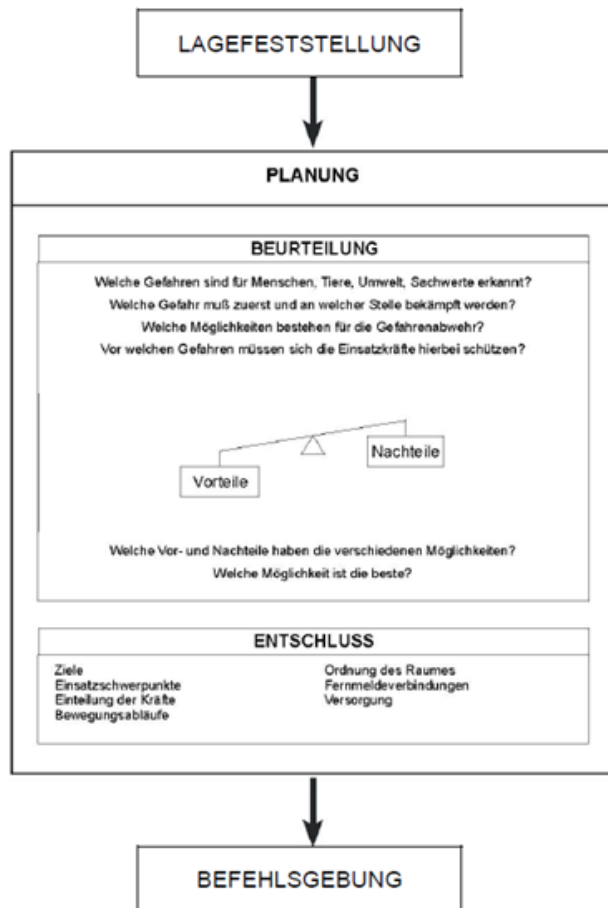 LAGEFESTSTELLUNG
PLANUNG
BEURTEILUNG
Welche Gefahren sind für Menschen, Tiere, Umwelt, Sachwerte erkannt?
Welche Gefahr muß zuerst und an welcher Stelle bekämpft werden?
Welche Möglichkeiten bestehen für die Gefahrenabwehr?
Vor welchen Gefahren müssen sich die Einsatzkräfte hierbei schützen?
Nachteile
Vorteile
Welche Vor- und Nachteile haben die verschiedenen Möglichkeiten?
Welche Möglichkeit ist die beste?
ENTSCHLUSS
Ziele
Einsatzschwerpunkte
Einteilung der Kräfte
Bewegungsabläufe
Ordnung des Raumes
Fernmeldeverbindungen
Versorgung
BEFEHLSGEBUNG